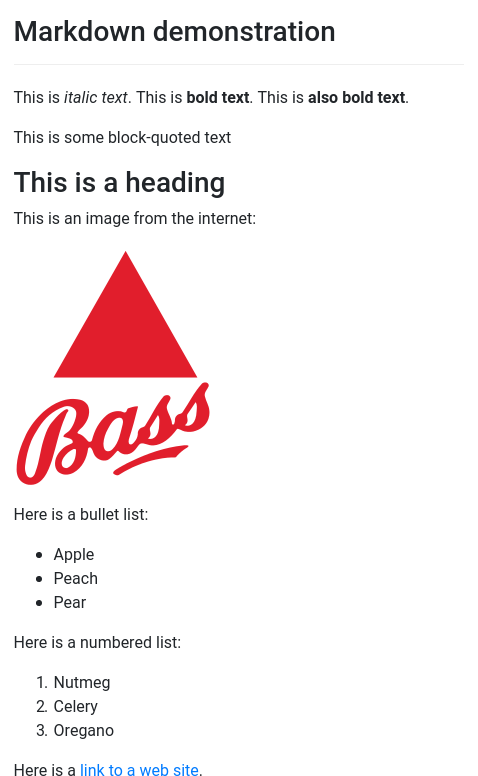 Markdown demonstration
This is italic text. This is bold text. This is also bold text.
This is some block-quoted text
This is a heading
This is an image from the internet:
Bass
Here is a bullet list:
• Apple
• Peach
• Pear
Here is a numbered list:
1. Nutmeg
2. Celery
3. Oregano
Here is a link to a web site.